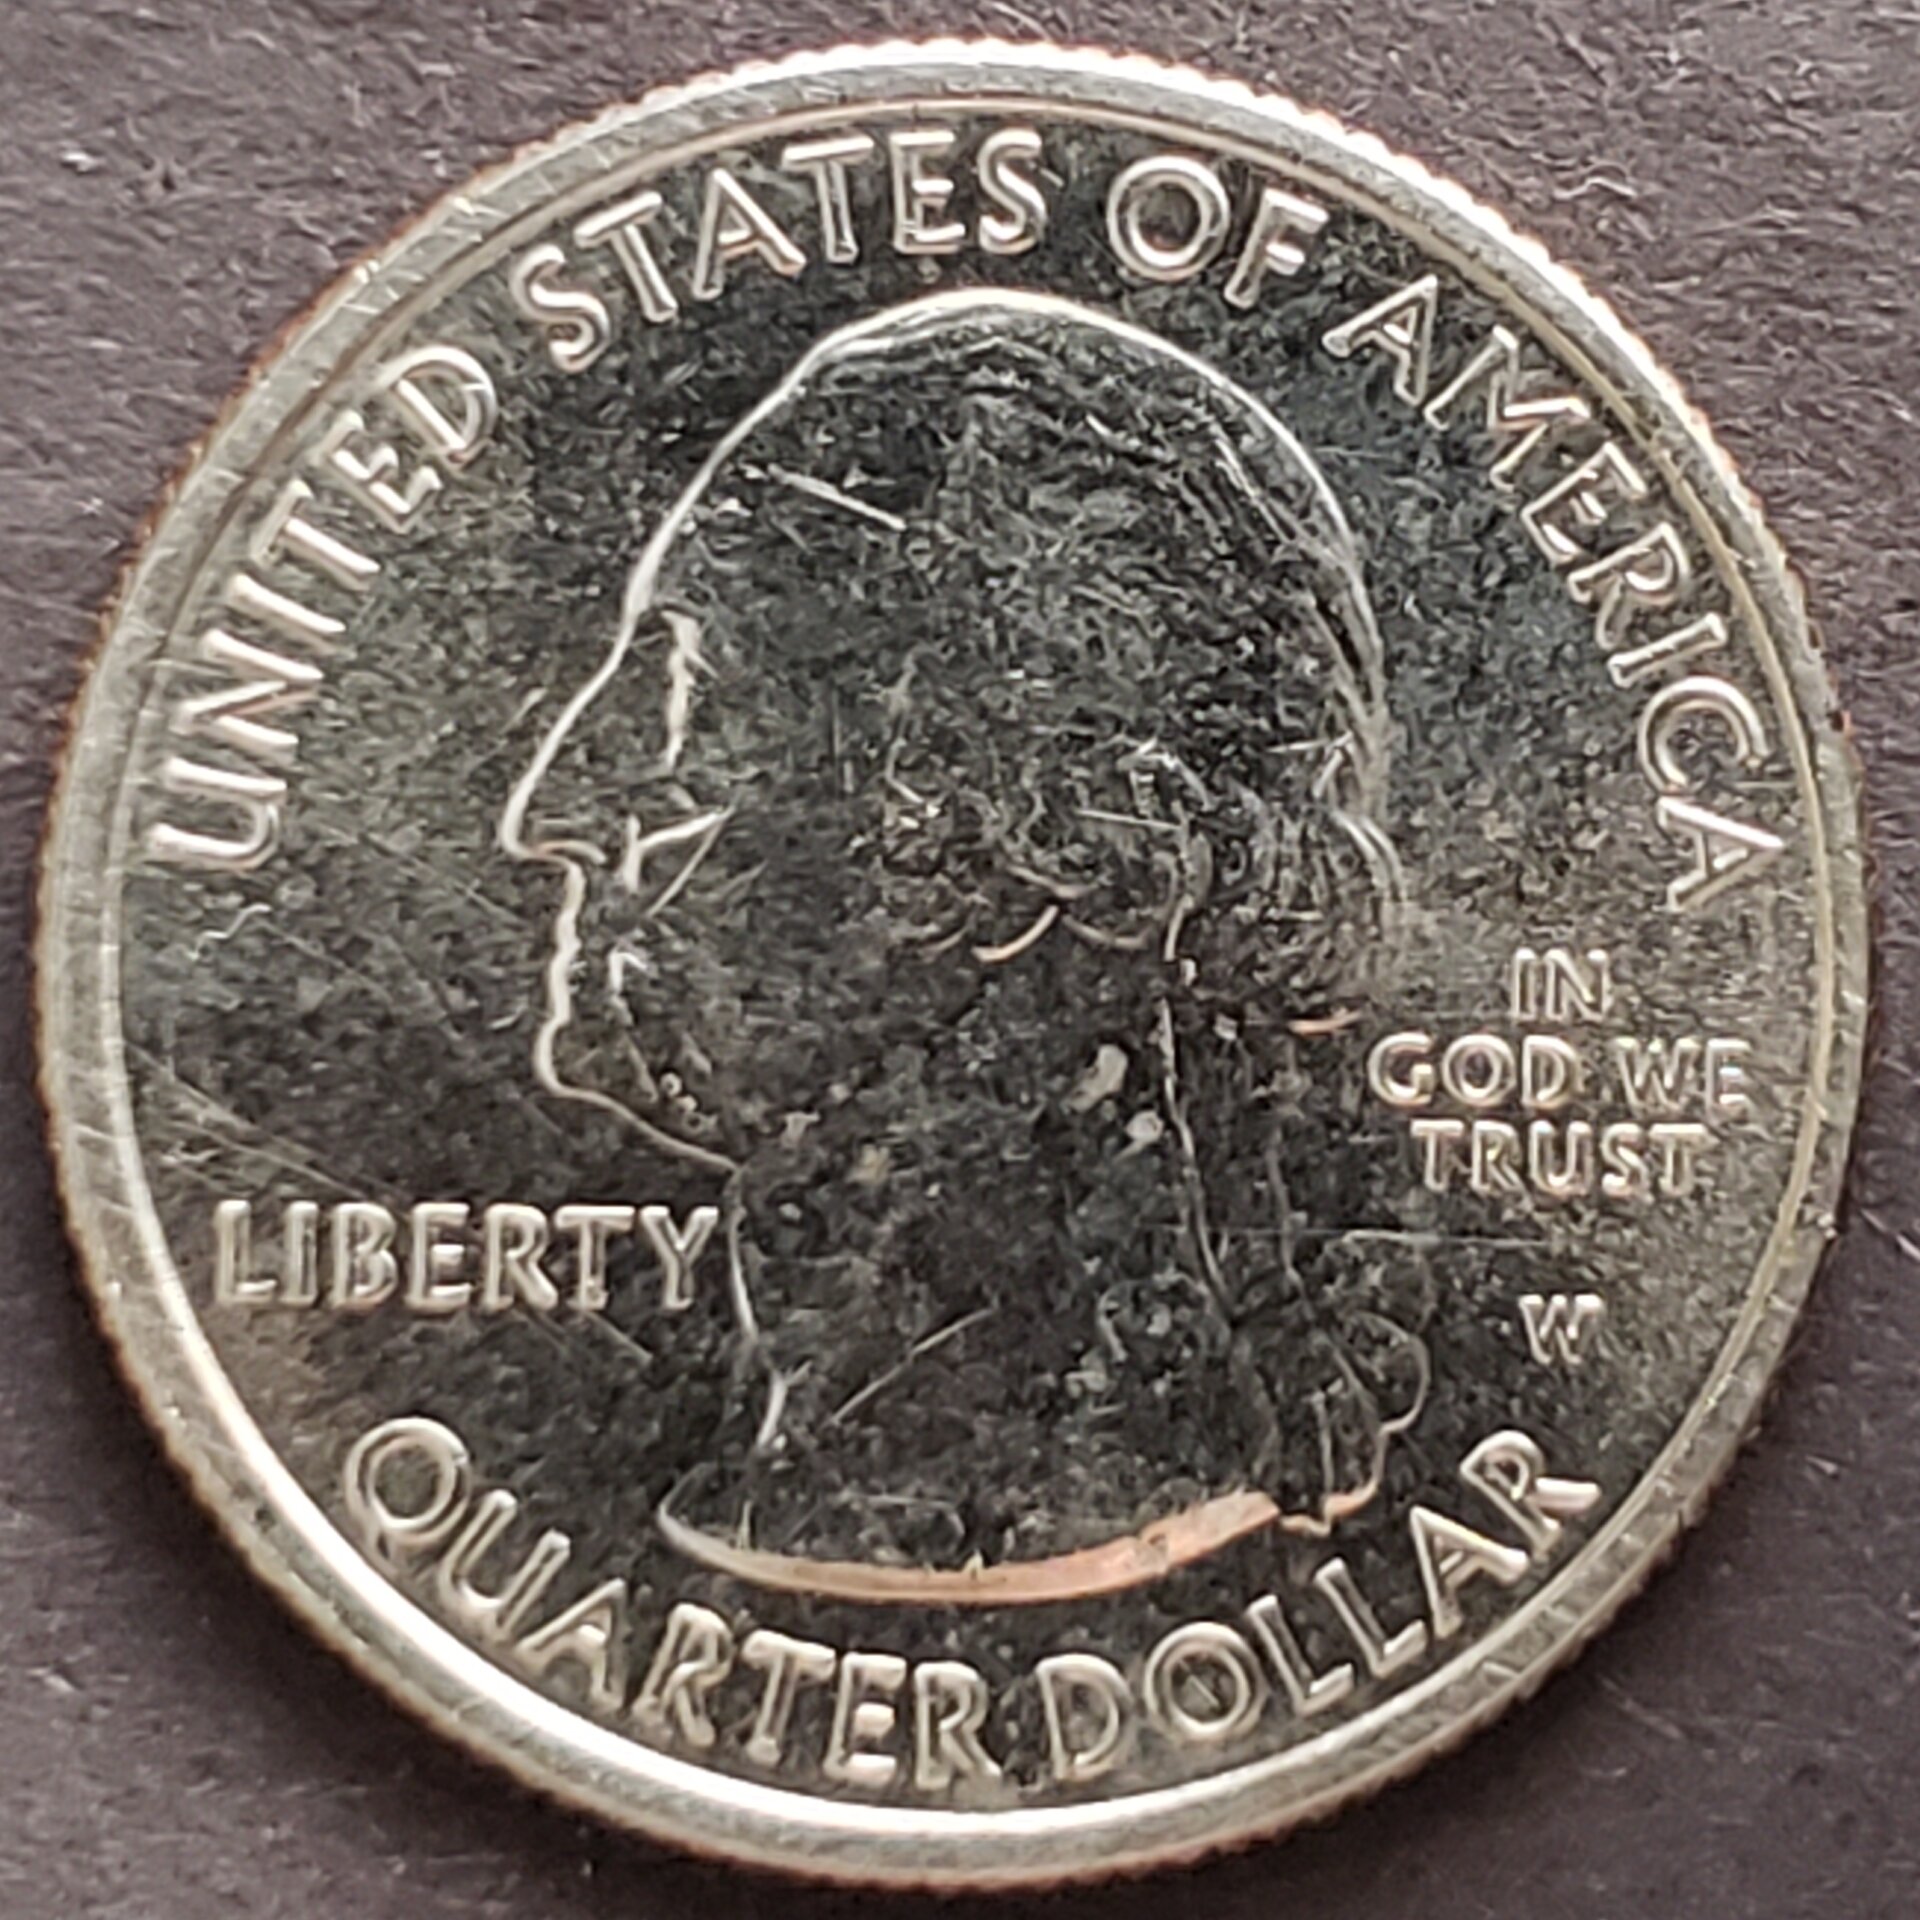 UNITED STATES OF AMERICA
IN
GOD WE
TRUST
LIBERTY
W
QUARTER DOLLAR